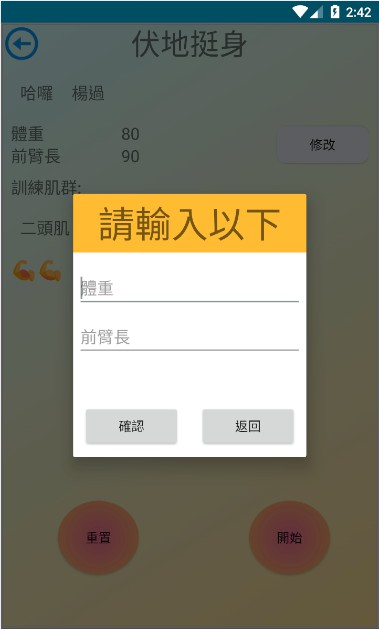 2:42
伏地挺身
哈囉 楊過
體重 80
前臂長 90
修改
訓練肌群:
二頭肌
請輸入以下
體重
前臂長
確認 返回
重置 開始